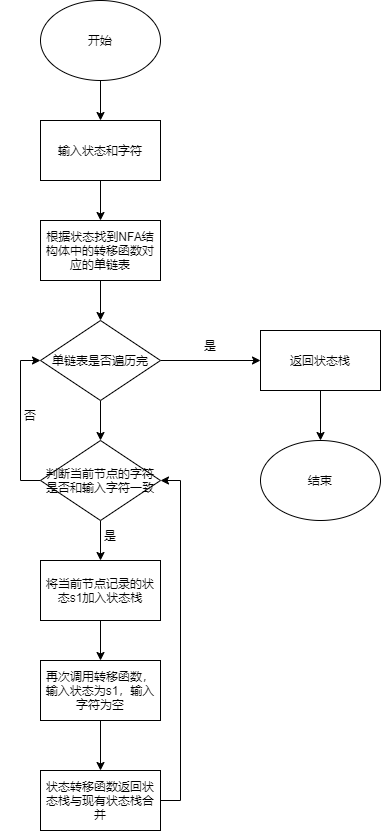 开始
输入状态和字符
根据状态找到NFA结
构体中的转移函数对
应的单链表
单链表是否遍历完
是
返回状态栈
否
判断当前节点的字符
是否和输入字符一致
结束
是
将当前节点记录的状
态s1加入状态栈
再次调用转移函数，
输入状态为s1，输入
字符为空
状态转移函数返回状
态栈与现有状态栈合
并